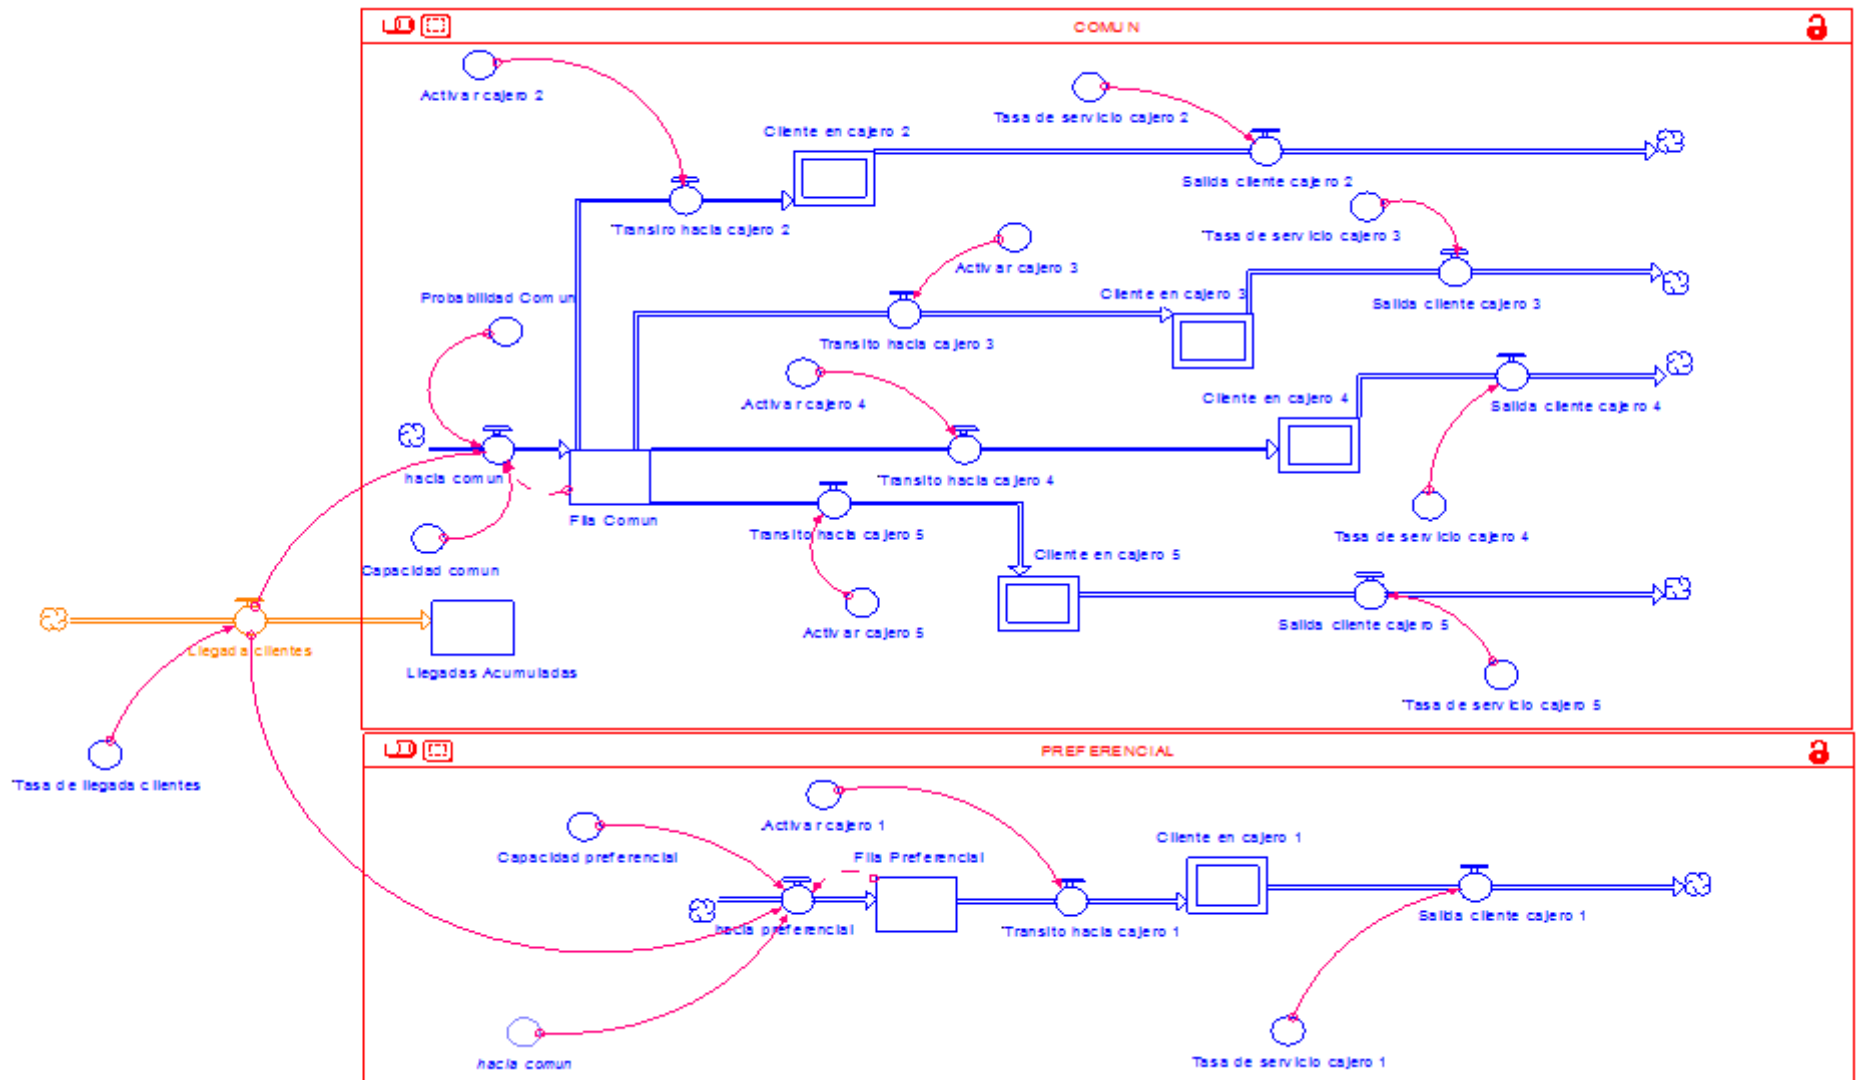 COMUN
Activar cajero 2
Tasa de servicio cajero 2
Cliente en cajero 2
Salida cliente cajero 2
Transiro hacia cajero 2
Tasa de servicio cajero 3
Activar cajero 3
Probabilidad Comun
Cliente en cajero 3
Salida cliente cajero 3
Transito hacia cajero 3
Activar cajero 4
Cliente en cajero 4
Salida cliente cajero 4
hacia comun
Transito hacia cajero 4
Fila Comun
Transito hacia cajero 5
Tasa de servicio cajero 4
Cliente en cajero 5
Capacidad comun
Activar cajero 5
Salida cliente cajero 5
Llegada clientes
Llegadas Acumuladas
Tasa de servicio cajero 5
PREFERENCIAL
Tasa de llegada clientes
Activar cajero 1
Cliente en cajero 1
Capacidad preferencial
Fila Preferencial
Salida cliente cajero 1
hacia preferencial
Transito hacia cajero 1
hacia comun
Tasa de servicio cajero 1